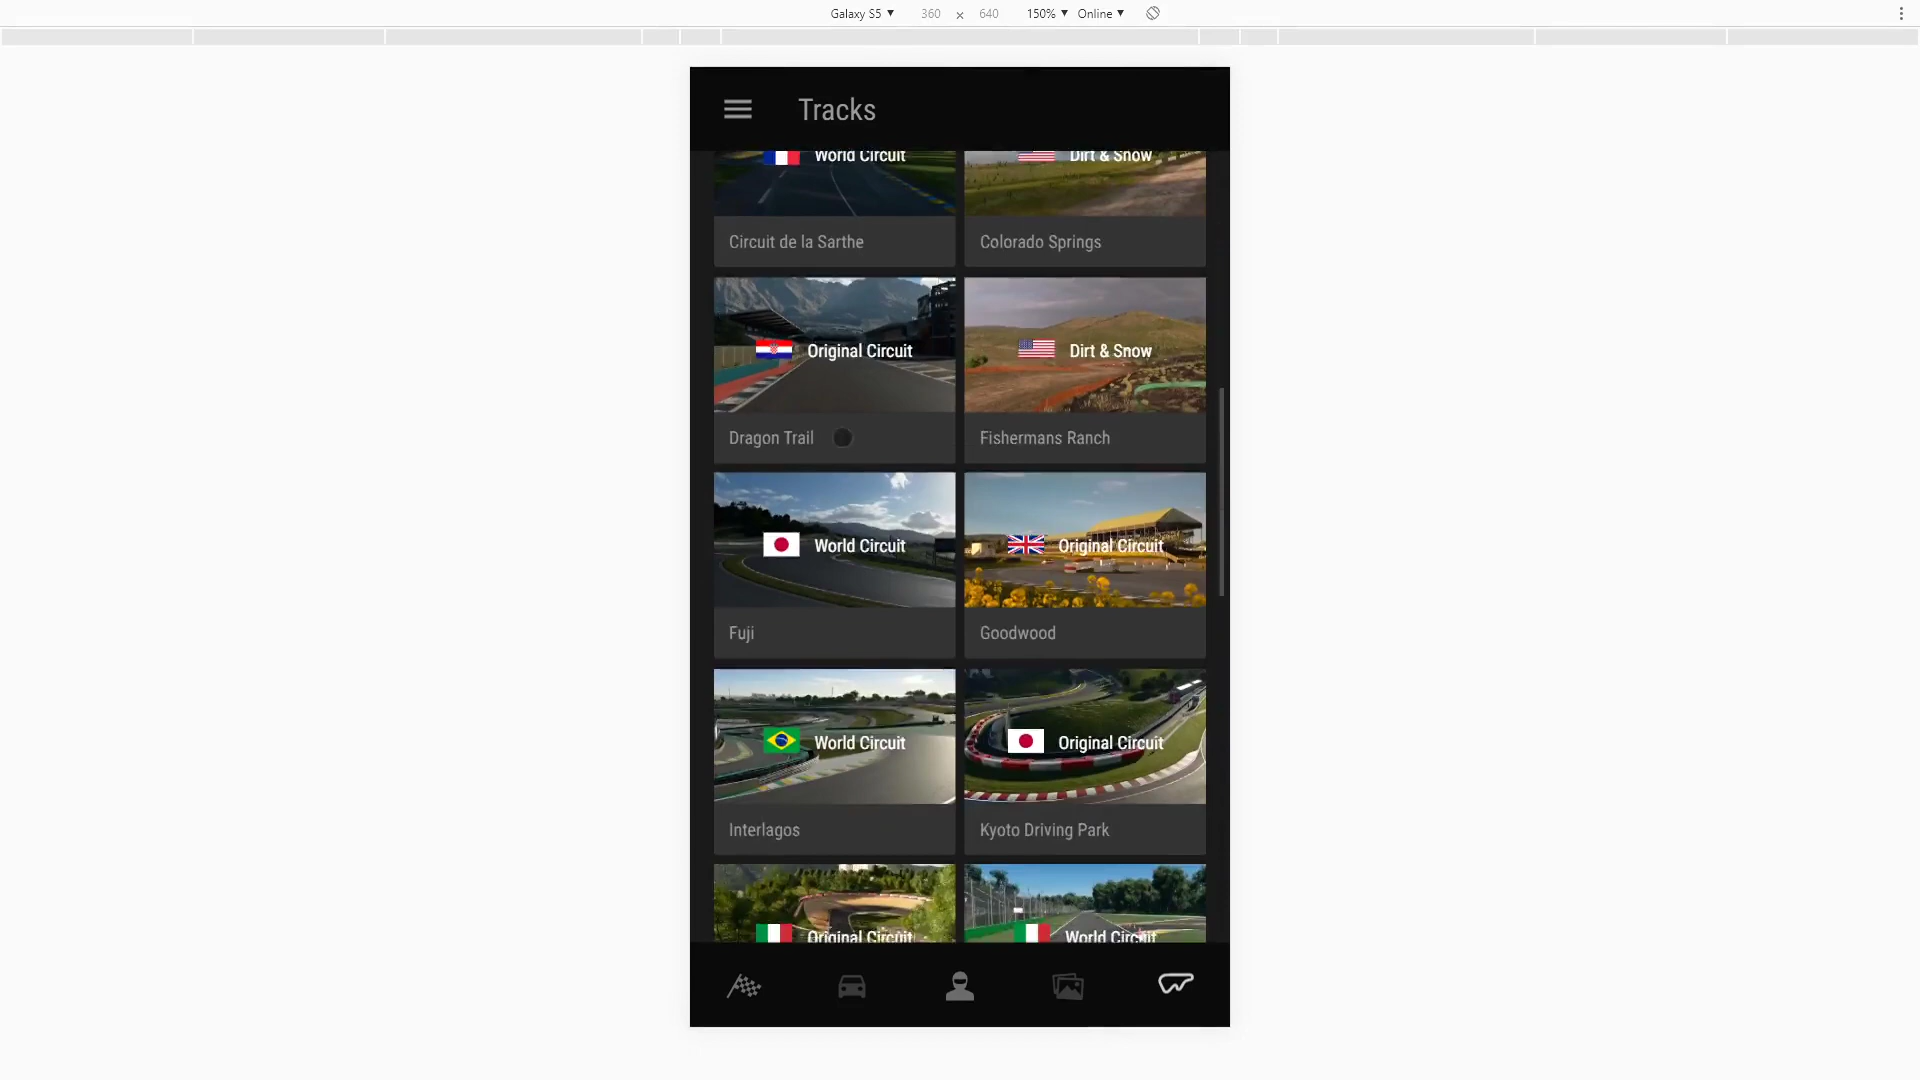 Galaxy S5 ▼ 360 × 640 150% ▼ Online ▼
Tracks
World Circuit
Dirt & Snow
Circuit de la Sarthe
Colorado Springs
Original Circuit
Dirt & Snow
Dragon Trail
Fishermans Ranch
World Circuit
Original Circuit
Fuji
Goodwood
World Circuit
Original Circuit
Interlagos
Kyoto Driving Park
Original Circuit
World Circuit